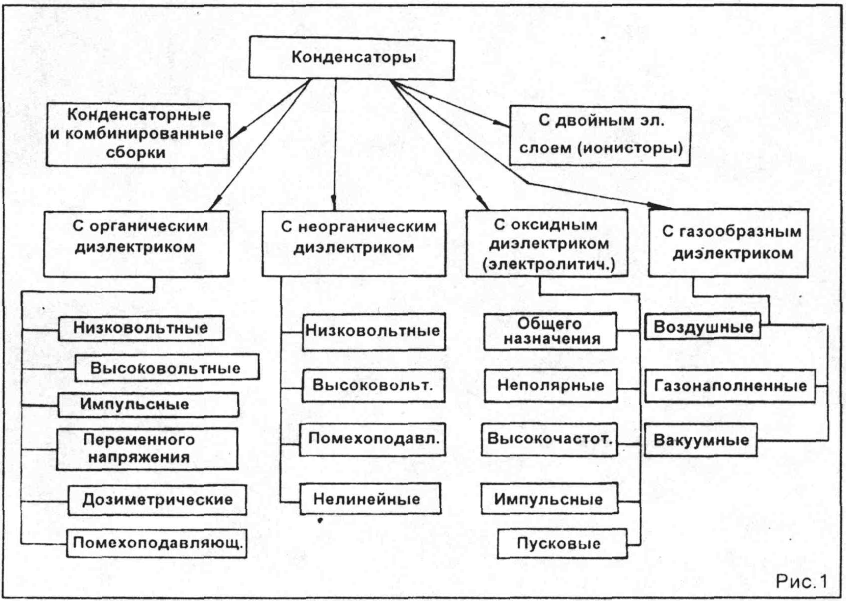 Конденсаторы
Конденсаторные
и комбинированные
сборки
С двойным эл.
слоем (ионисторы)
С органическим
диэлектриком
С неорганическим
диэлектриком
С оксидным
диэлектриком
(электролитич.)
С газообразным
диэлектриком
Низковольтные
Высоковольтные
Импульсные
Переменного
напряжения
Дозиметрические
Помехоподавляющ.
Низковольтные
Высоковольт.
Помехоподавл.
Нелинейные
Общего
назначения
Неполярные
Высокочастот.
Импульсные
Пусковые
Воздушные
Газонаполненные
Вакуумные
Рис.1